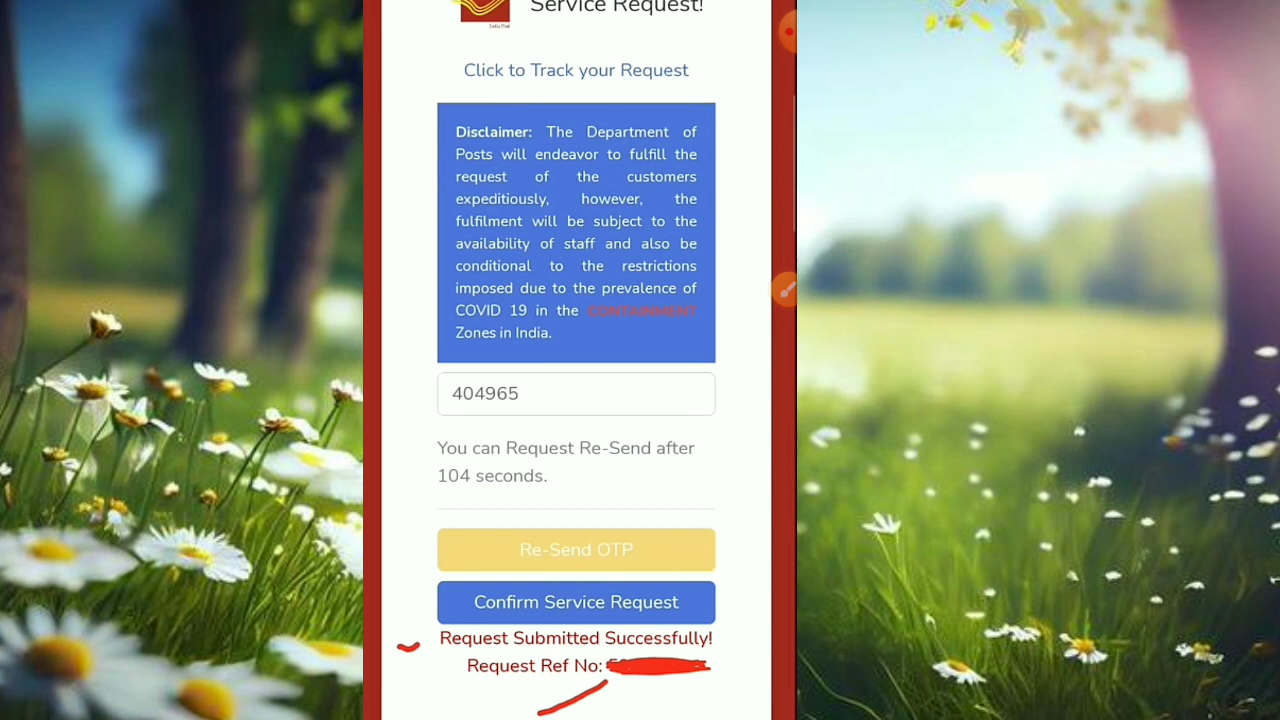 Service Request!
India Post
Click to Track your Request
Disclaimer: The Department of
Posts will endeavor to fulfill the
request of the customers
expeditiously, however, the
fulfilment will be subject to the
availability of staff and also be
conditional to the restrictions
imposed due to the prevalence of
COVID 19 in the CONTAINMENT
Zones in India.
404965
You can Request Re-Send after
104 seconds.
Re-Send OTP
Confirm Service Request
Request Submitted Successfully!
Request Ref No: